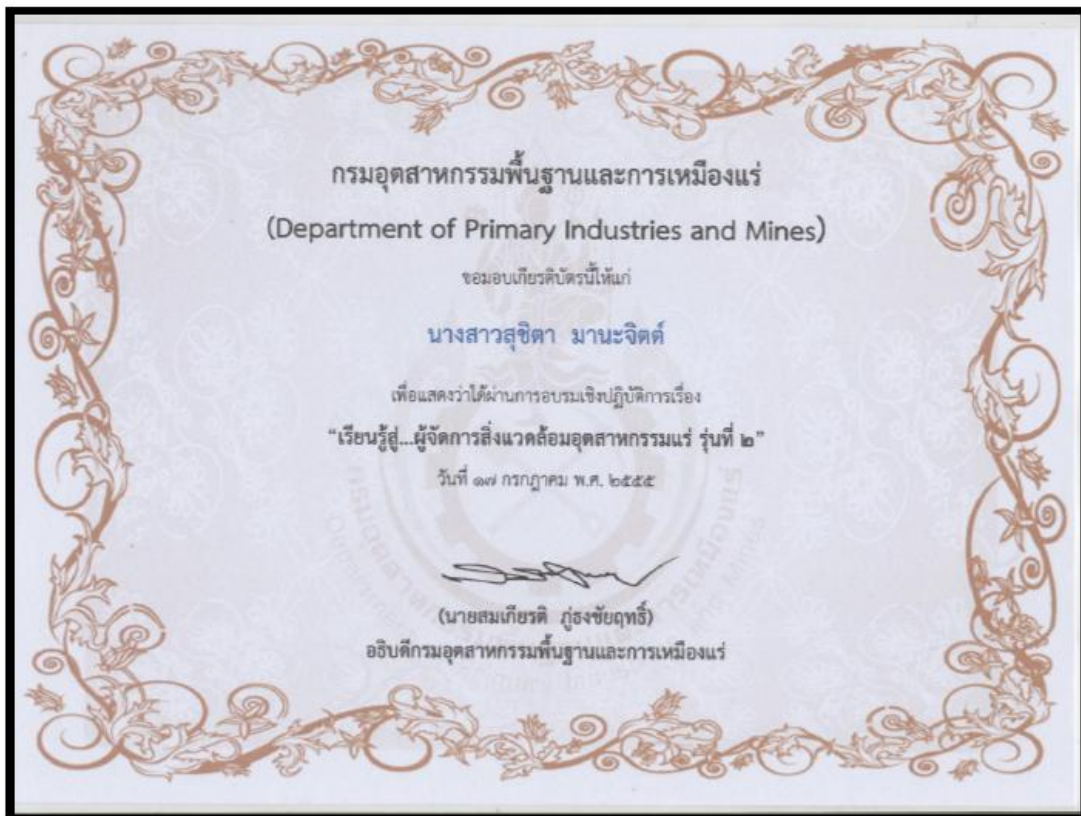 กรมอุตสาหกรรมพื้นฐานและการเหมืองแร่
(Department of Primary Industries and Mines)
ขอมอบเกียรติบัตรนี้ให้แก่
นางสาวสุชิตา มานะจิตต์
เพื่อแสดงว่าได้ผ่านการอบรมเชิงปฏิบัติการเรื่อง
“เรียนรู้สู่...ผู้จัดการสิ่งแวดล้อมอุตสาหกรรมแร่ รุ่นที่ ๒”
วันที่ ๑๗ กรกฎาคม พ.ศ. ๒๕๕๕
(นายสมเกียรติ ภู่ธงชัยฤทธิ์)
อธิบดีกรมอุตสาหกรรมพื้นฐานและการเหมืองแร่